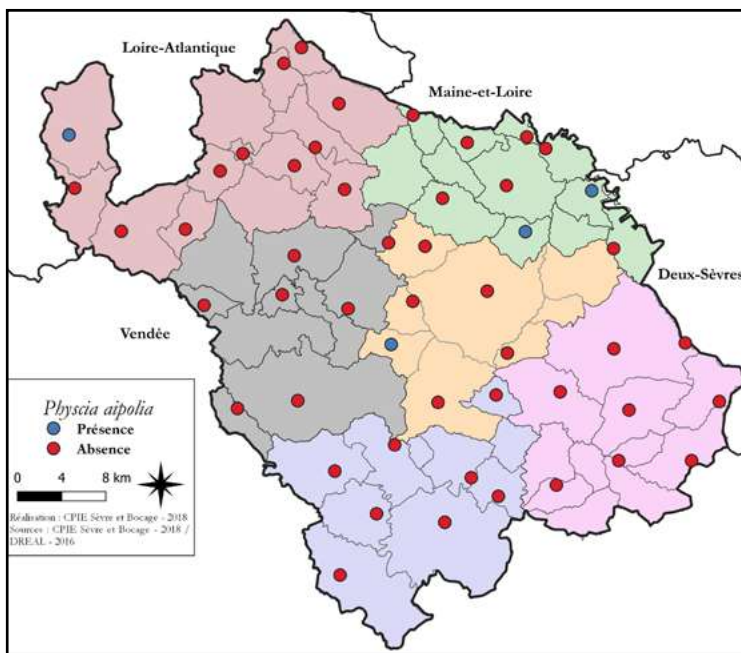 Loire-Atlantique
Maine-et-Loire
Deux-Sèvres
Vendée
Physcia aipolia
Présence
Absence
0 4 8 km
Réalisation : CPIE Sèvre et Bocage - 2018
Sources : CPIE Sèvre et Bocage - 2018 /
DREAL - 2016